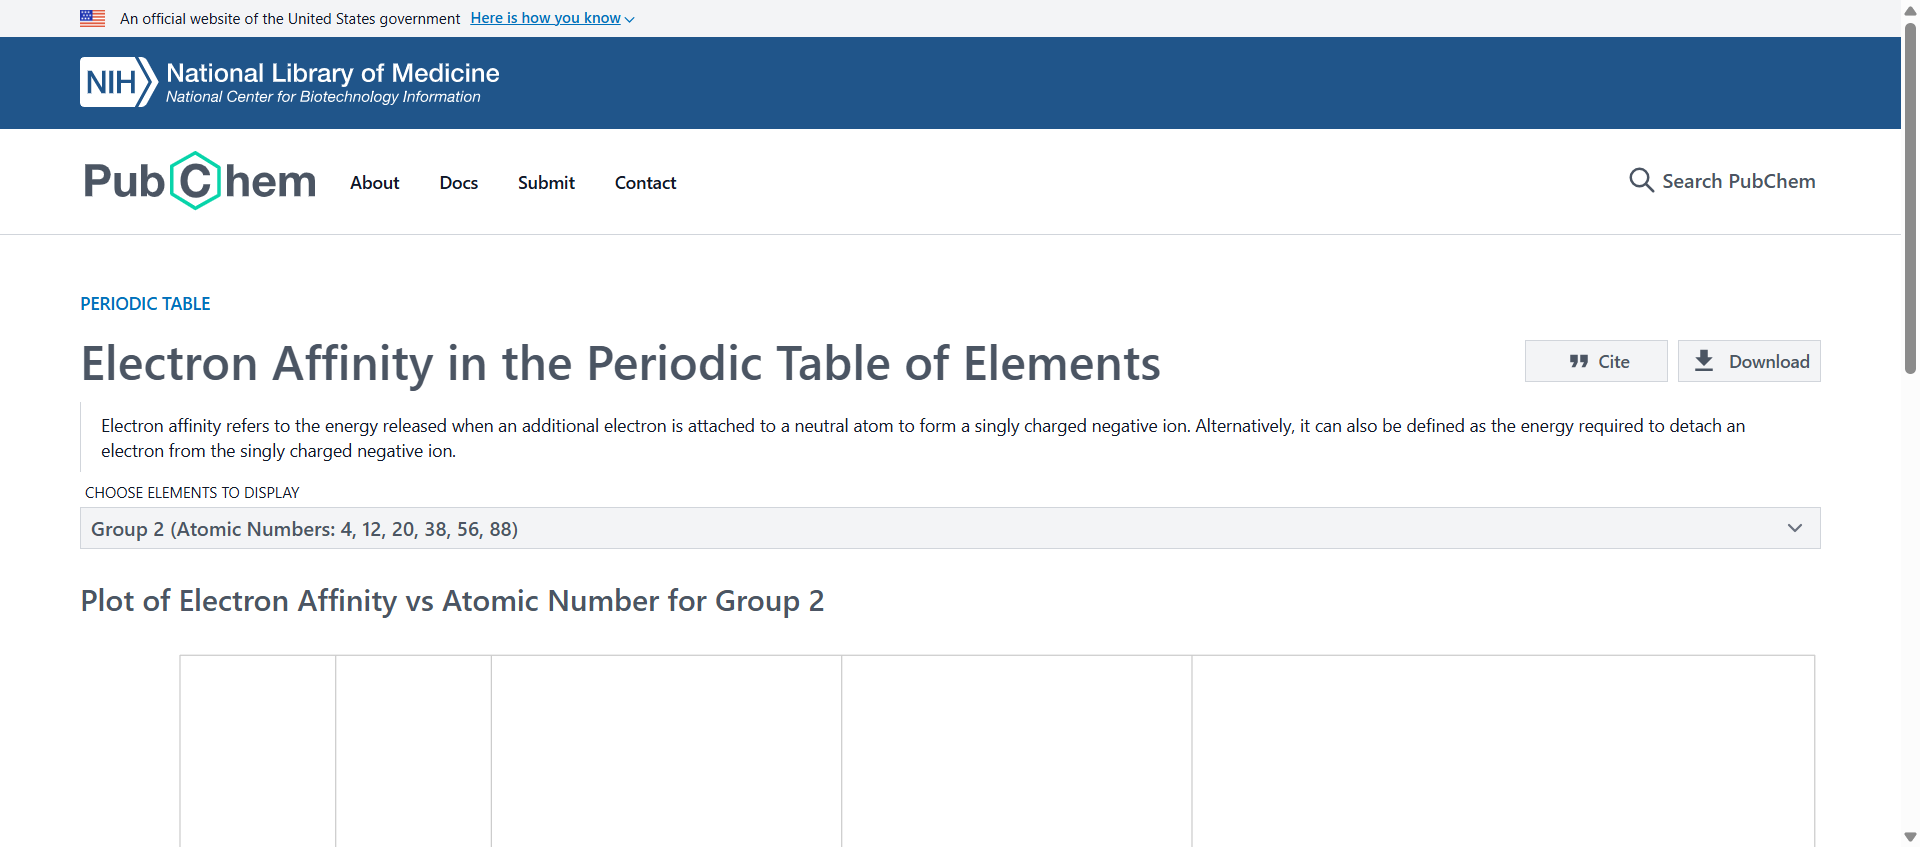 An official website of the United States government Here is how you know
NIH National Library of Medicine
National Center for Biotechnology Information
PubChem About Docs Submit Contact Search PubChem
PERIODIC TABLE
Electron Affinity in the Periodic Table of Elements
Cite Download
Electron affinity refers to the energy released when an additional electron is attached to a neutral atom to form a singly charged negative ion. Alternatively, it can also be defined as the energy required to detach an
electron from the singly charged negative ion.
CHOOSE ELEMENTS TO DISPLAY
Group 2 (Atomic Numbers: 4, 12, 20, 38, 56, 88)
Plot of Electron Affinity vs Atomic Number for Group 2